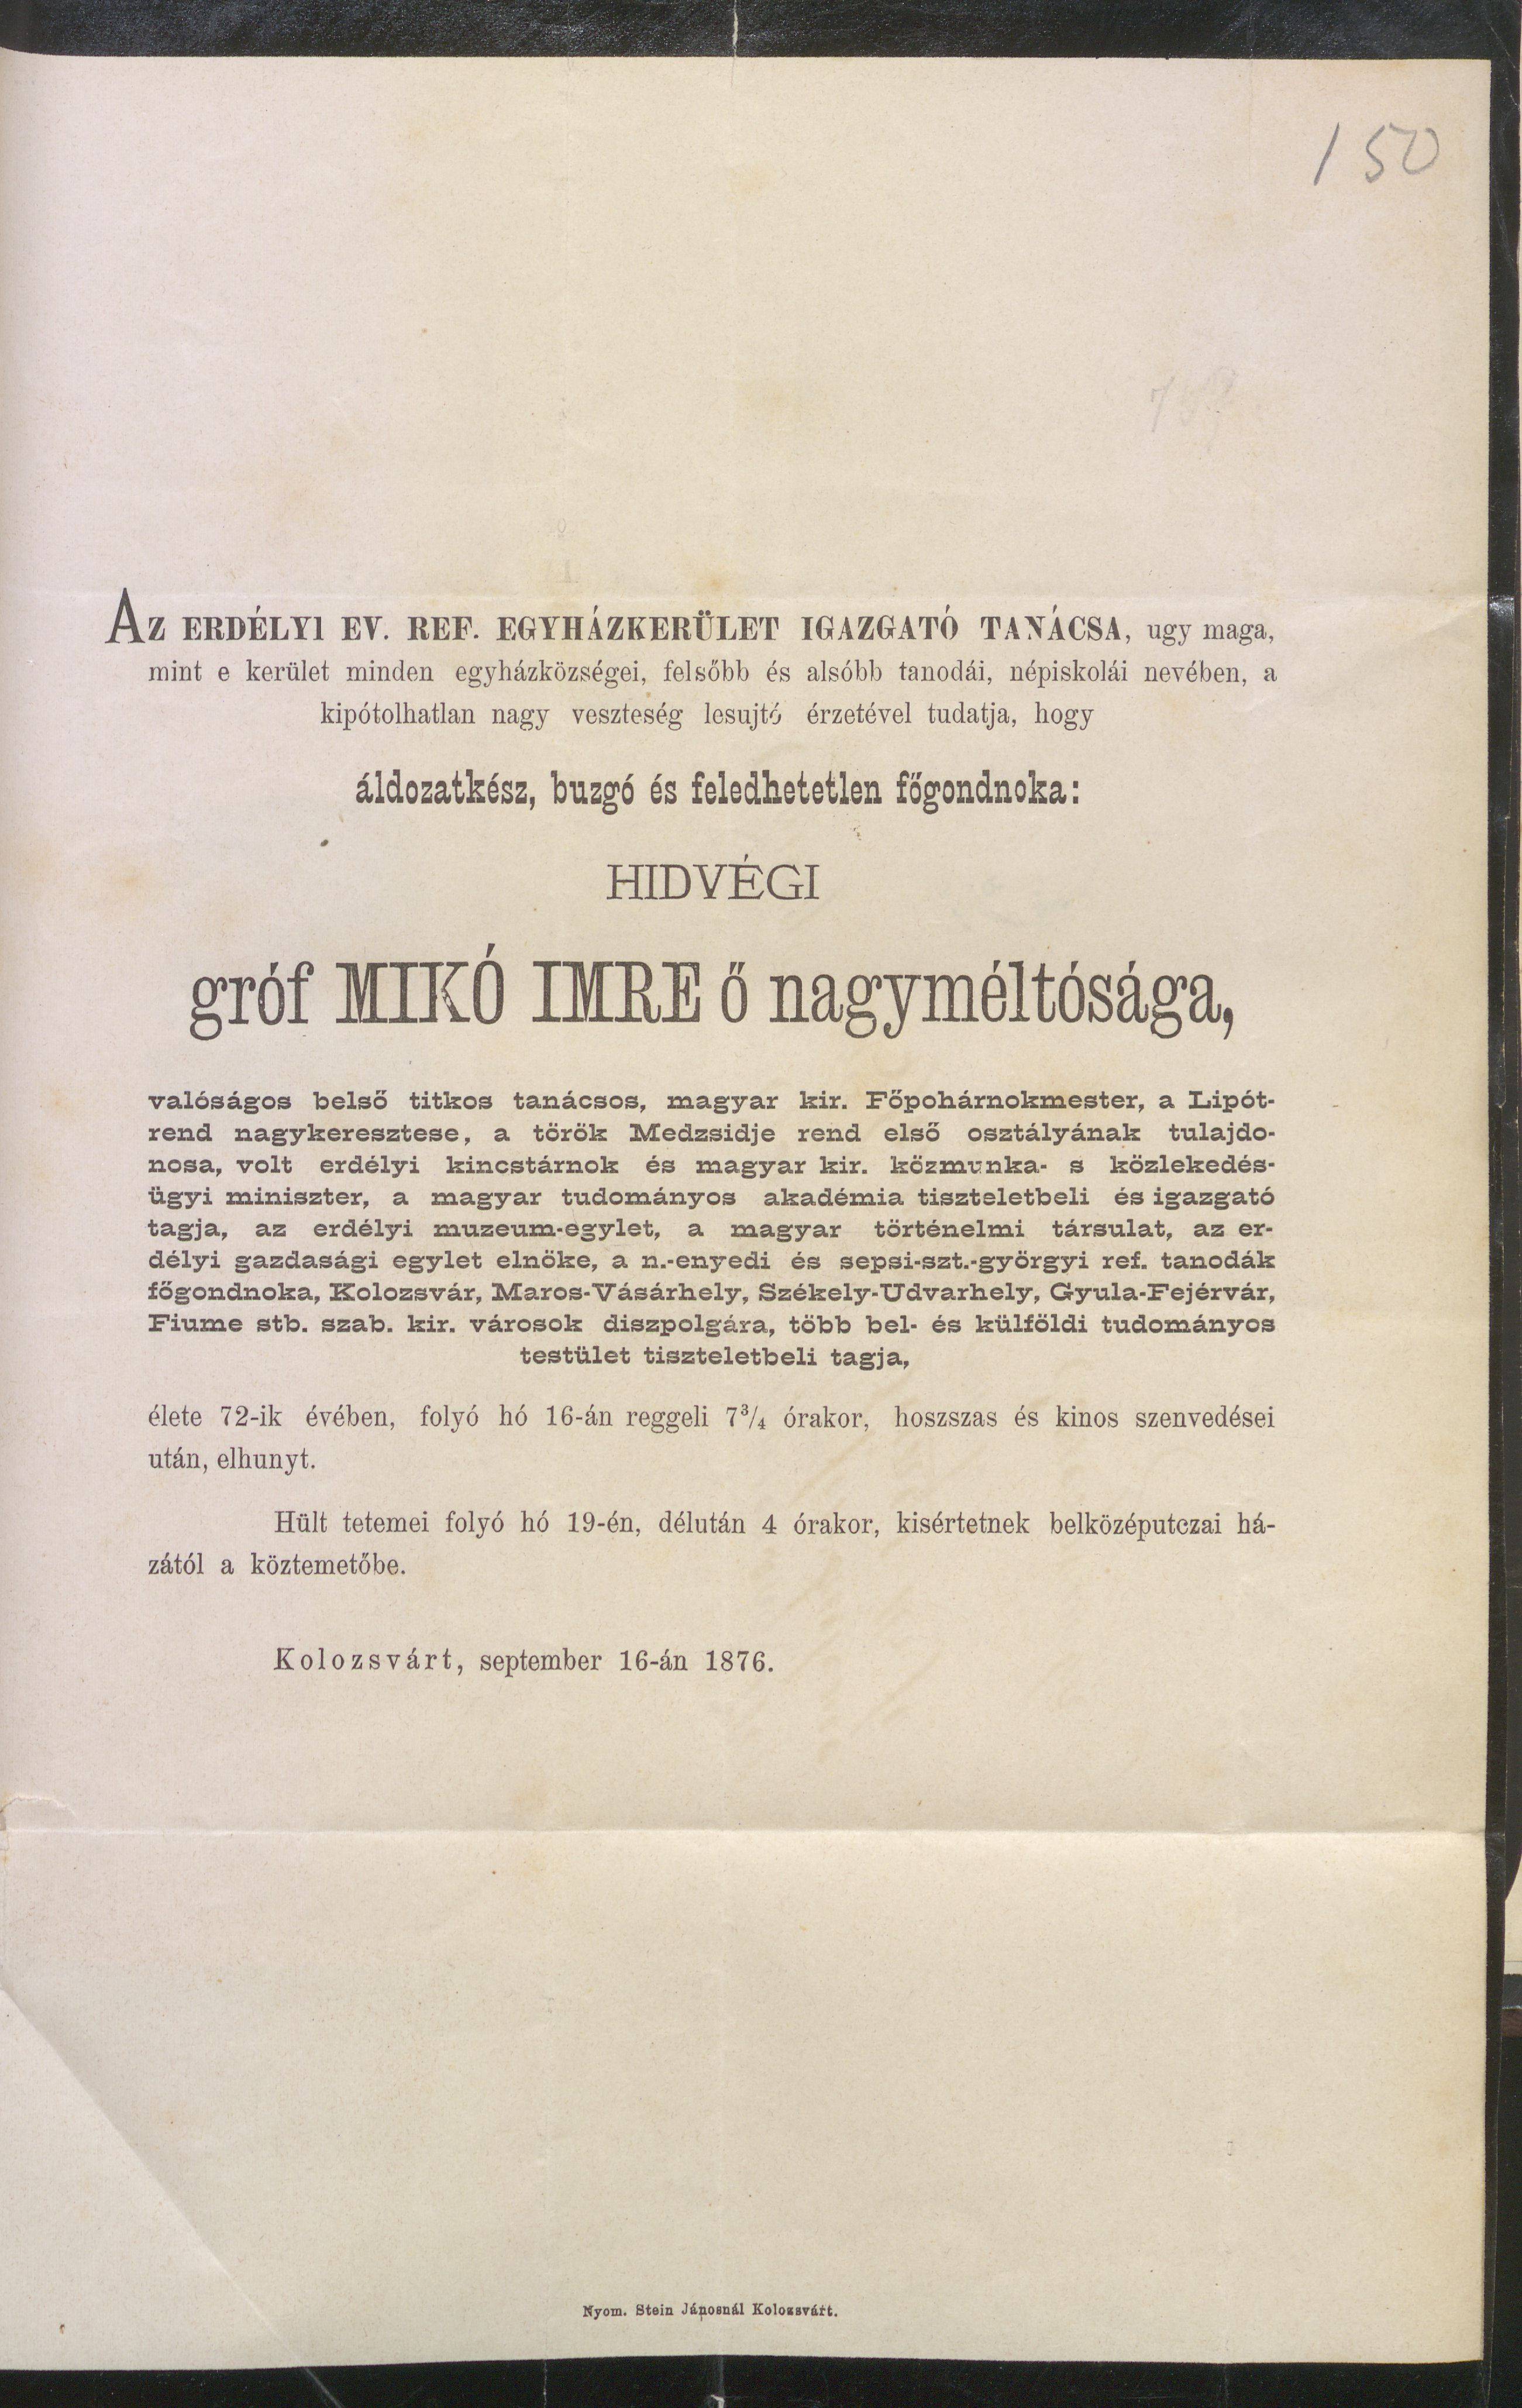 150
AZ ERDÉLYI EV. REF. EGYHÁZKERÜLET IGAZGATÓ TANÁCSA, ugy maga,
mint e kerület minden egyházközségei, felsőbb és alsóbb tanodái, népiskolái nevében, a
kipótolhatlan nagy veszteség lesujtó érzetével tudatja, hogy
áldozatkész, buzgó és feledhetetlen főgondnoka:
HIDVÉGI
gróf MIKÓ IMRE ő nagyméltósága,
valóságos belső titkos tanácsos, magyar kir. Főpohárnokmester, a Lipót-
rend nagykeresztese, a török Medzsidje rend első osztályának tulajdo-
nosa, volt erdélyi kincstárnok és magyar kir. közmunka- s közlekedés-
ügyi miniszter, a magyar tudományos akadémia tiszteletbeli és igazgató
tagja, az erdélyi muzeum-egylet, a magyar történelmi társulat, az er-
délyi gazdasági egylet elnöke, a n.-enyedi és sepsi-szt.-györgyi ref. tanodák
főgondnoka, Kolozsvár, Maros-Vásárhely, Székely-Udvarhely, Gyula-Fejérvár,
Fiume stb. szab. kir. városok diszpolgára, több bel- és külföldi tudományos
testület tiszteletbeli tagja,
élete 72-ik évében, folyó hó 16-án reggeli 7¾ órakor, hoszszas és kinos szenvedései
után, elhunyt.
Hült tetemei folyó hó 19-én, délután 4 órakor, kisértetnek belközéputczai há-
zától a köztemetőbe.
Kolozsvárt, september 16-án 1876.
Nyom. Stein Jánosnál Kolozsvárt.